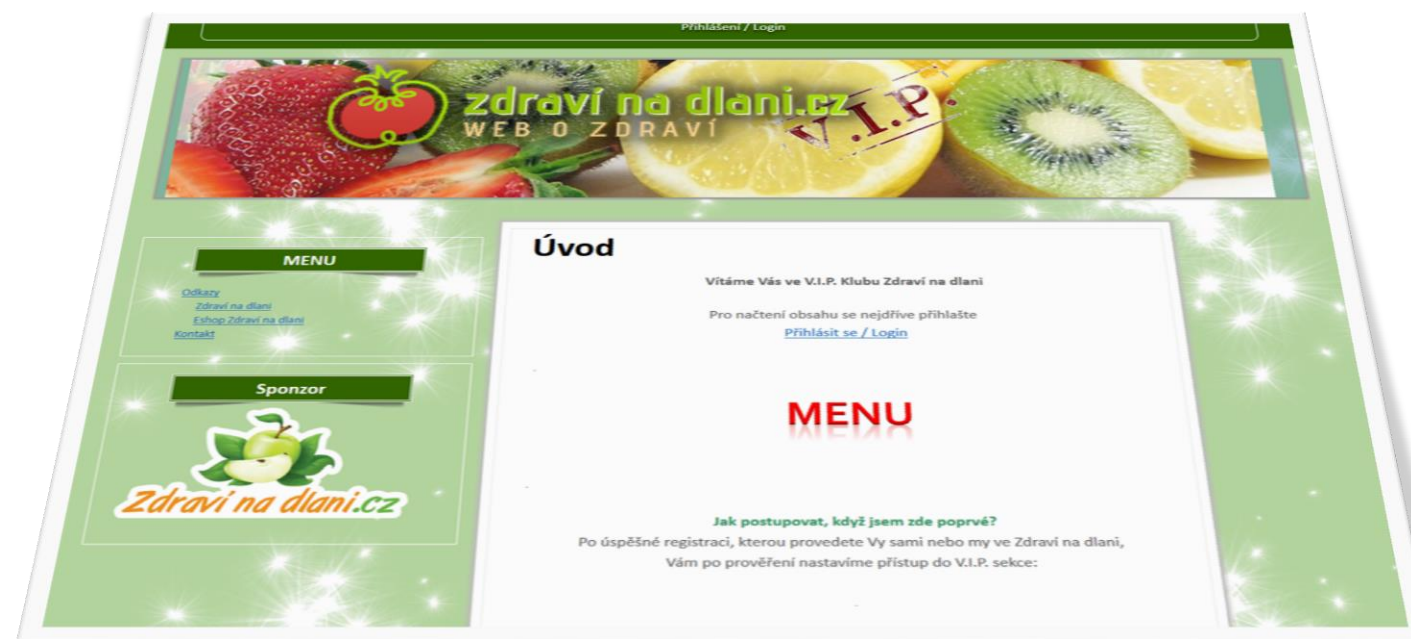 Přihlášení / Login
zdraví na dlani.cz
WEB O ZDRAVÍ
V.I.P.
MENU
Odkazy
Zdraví na dlani
Eshop Zdraví na dlani
Kontakt
Sponzor
Zdraví na dlani.cz
Úvod
Vítáme Vás ve V.I.P. Klubu Zdraví na dlani
Pro načtení obsahu se nejdříve přihlašte
Přihlásit se / Login
MENU
Jak postupovat, když jsem zde poprvé?
Po úspěšné registraci, kterou provedete Vy sami nebo my ve Zdraví na dlani,
Vám po prověření nastavíme přístup do V.I.P. sekce: